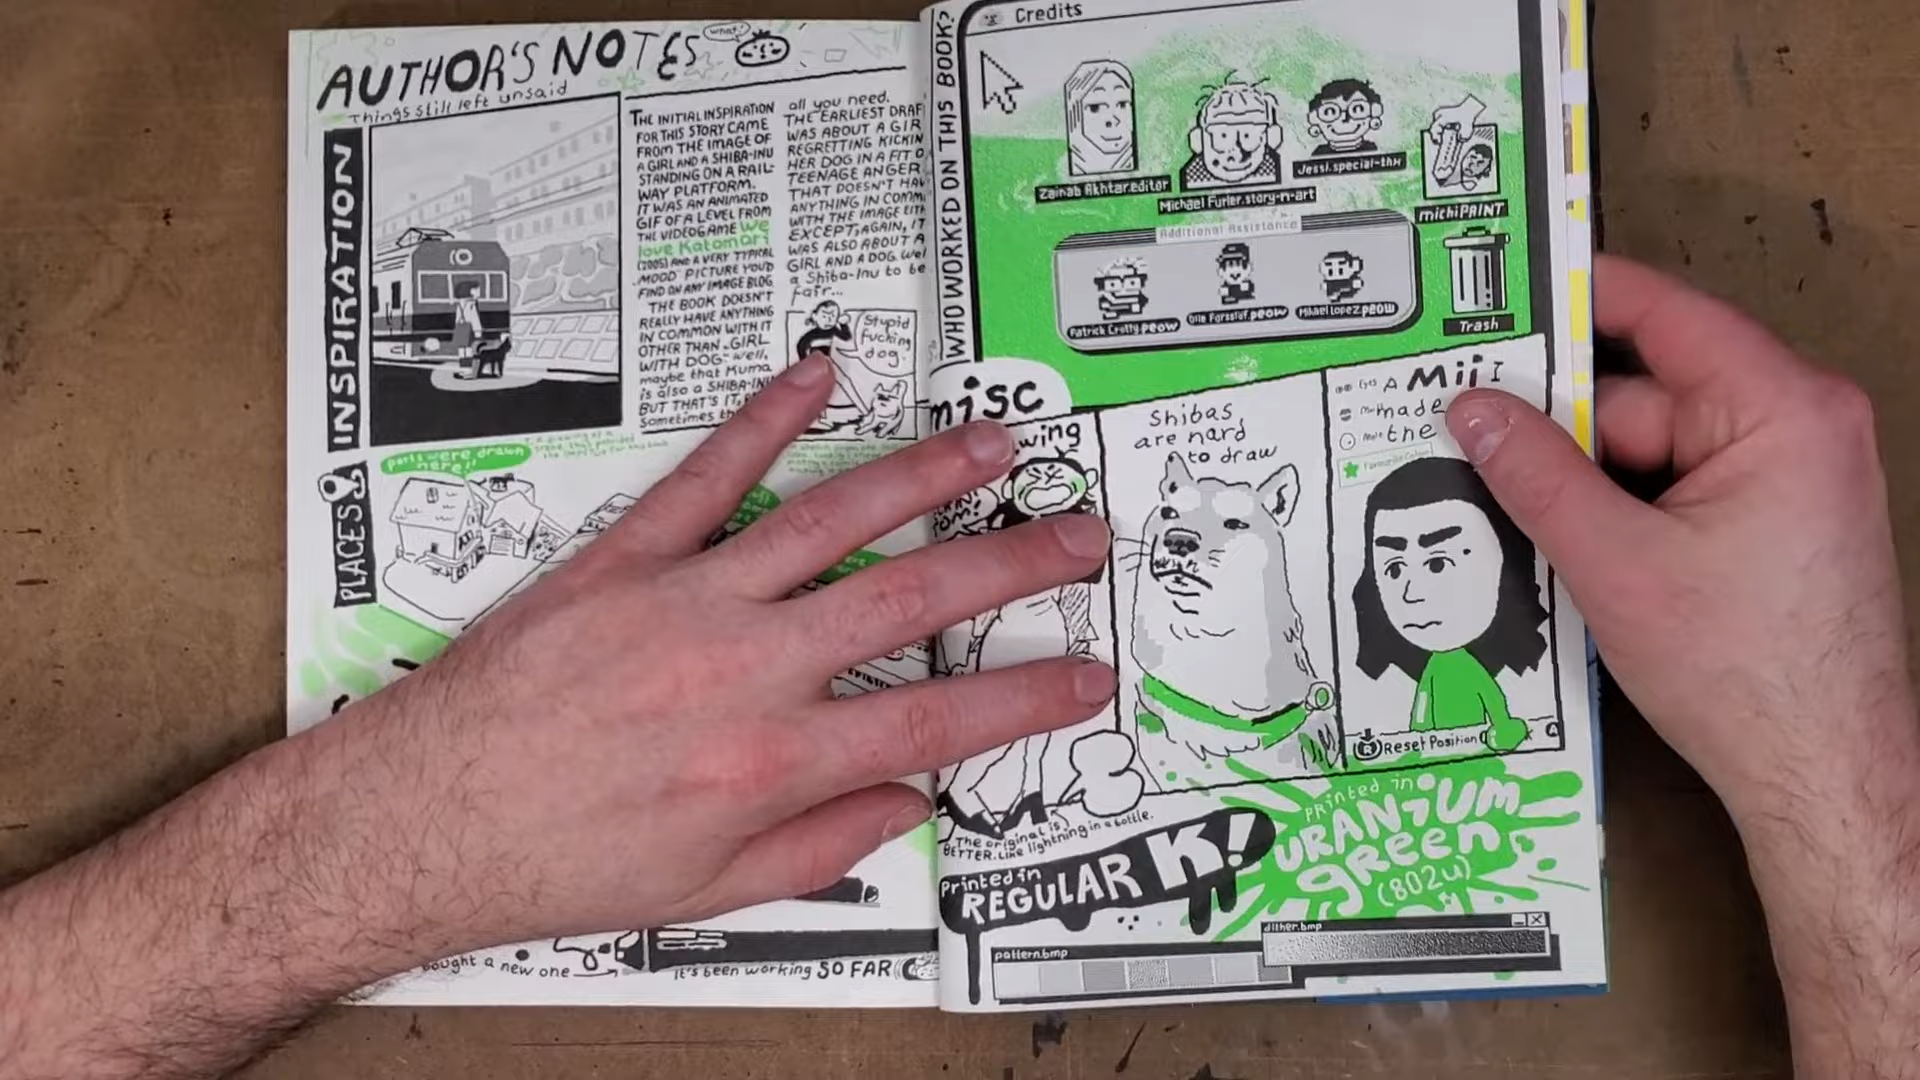 AUTHOR'S NOTES
what?
Things still left unsaid
INSPIRATION
THE INITIAL INSPIRATION
FOR THIS STORY CAME
FROM THE IMAGE OF
A GIRL AND A SHIBA-INU
STANDING ON A RAIL-
WAY PLATFORM.
IT WAS AN ANIMATED
GIF OF A LEVEL FROM
THE VIDEOGAME We
love Katamari
(2005) AND A VERY TYPICAL
MOOD PICTURE YOU'D
FIND ON ANY IMAGE BLOG
THE BOOK DOESN'T
REALLY HAVE ANYTHING
IN COMMON WITH IT
OTHER THAN GIRL
WITH DOG- well,
maybe that Kuma
is also a SHIBA-INU
BUT THAT'S IT,
Sometimes
all you need.
THE EARLIEST DRAF
WAS ABOUT A GIR
REGRETTING KICKIN
HER DOG IN A FIT O
TEENAGE ANGER
THAT DOESN'T HAV
ANYTHING IN COMM
WITH THE IMAGE EITH
EXCEPT, AGAIN, IT
WAS ALSO ABOUT A
GIRL AND A DOG. Wel
a Shiba-Inu to be
fair...
Stupid
fucking
dog.
PLACES
parts were drawn
here!!
bought a new one
it's been working SO FAR
WHO WORKED ON THIS BOOK?
Credits
Zainab Akhtar.editor
Michael Furler.story-n-art
Jessi.special-thx
michiPAINT
Additional Assistance
Patrick Crotty.peow
Olle Forsslof.peow
Mikael Lopez.peow
Trash
misc
wing
The original is
BETTER. Like lightning in a bottle.
Shibas,
are hard
to draw
A Mii I
made
the
Favourite Colour
Reset Position
Printed in
REGULAR K!
PRinted in
URANiUM
green
(802u)
pattern.bmp
dither.bmp